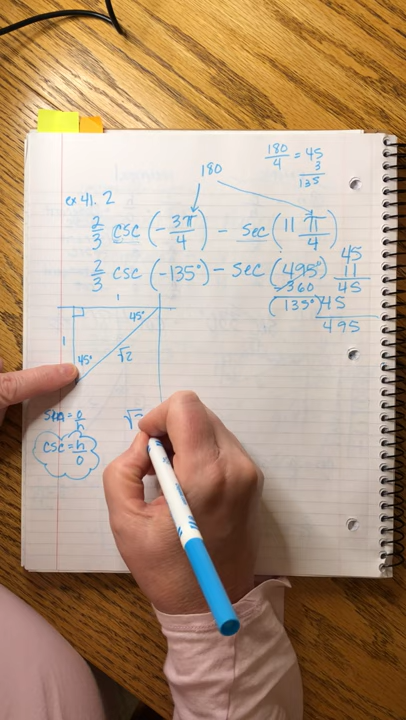 180/4 = 45
3
135
180
ex 41. 2
2/3 csc (-3π/4) - sec (11 π/4)
2/3 csc (-135°) - sec (495°)
-360
(135°)
45
11
45
45
495
1
45°
1
45°
√2
sin = o/h
csc = h/o
√2